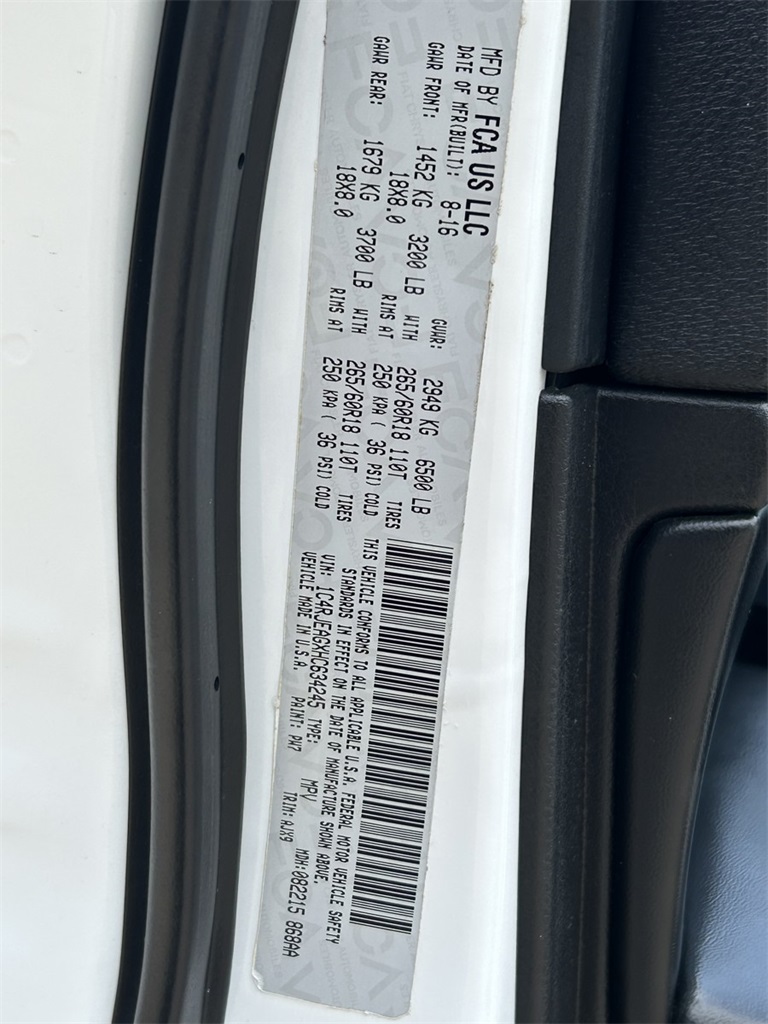 MFD BY FCA US LLC
DATE OF MFR(BUILT): 8-16 GVWR: 2949 KG 6500 LB
GAWR FRONT: 1452 KG 3200 LB WITH 265/60R18 110T TIRES
18X8.0 RIMS AT 250 KPA ( 36 PSI) COLD
GAWR REAR: 1679 KG 3700 LB WITH 265/60R18 110T TIRES
18X8.0 RIMS AT 250 KPA ( 36 PSI) COLD
THIS VEHICLE CONFORMS TO ALL APPLICABLE U.S.A. FEDERAL MOTOR VEHICLE SAFETY
STANDARDS IN EFFECT ON THE DATE OF MANUFACTURE SHOWN ABOVE.
VIN: 1C4RJEAGXHC634245 TYPE: MPV MDH: 082215 868AA
VEHICLE MADE IN U.S.A. PAINT: PW7 TRIM: AJX9